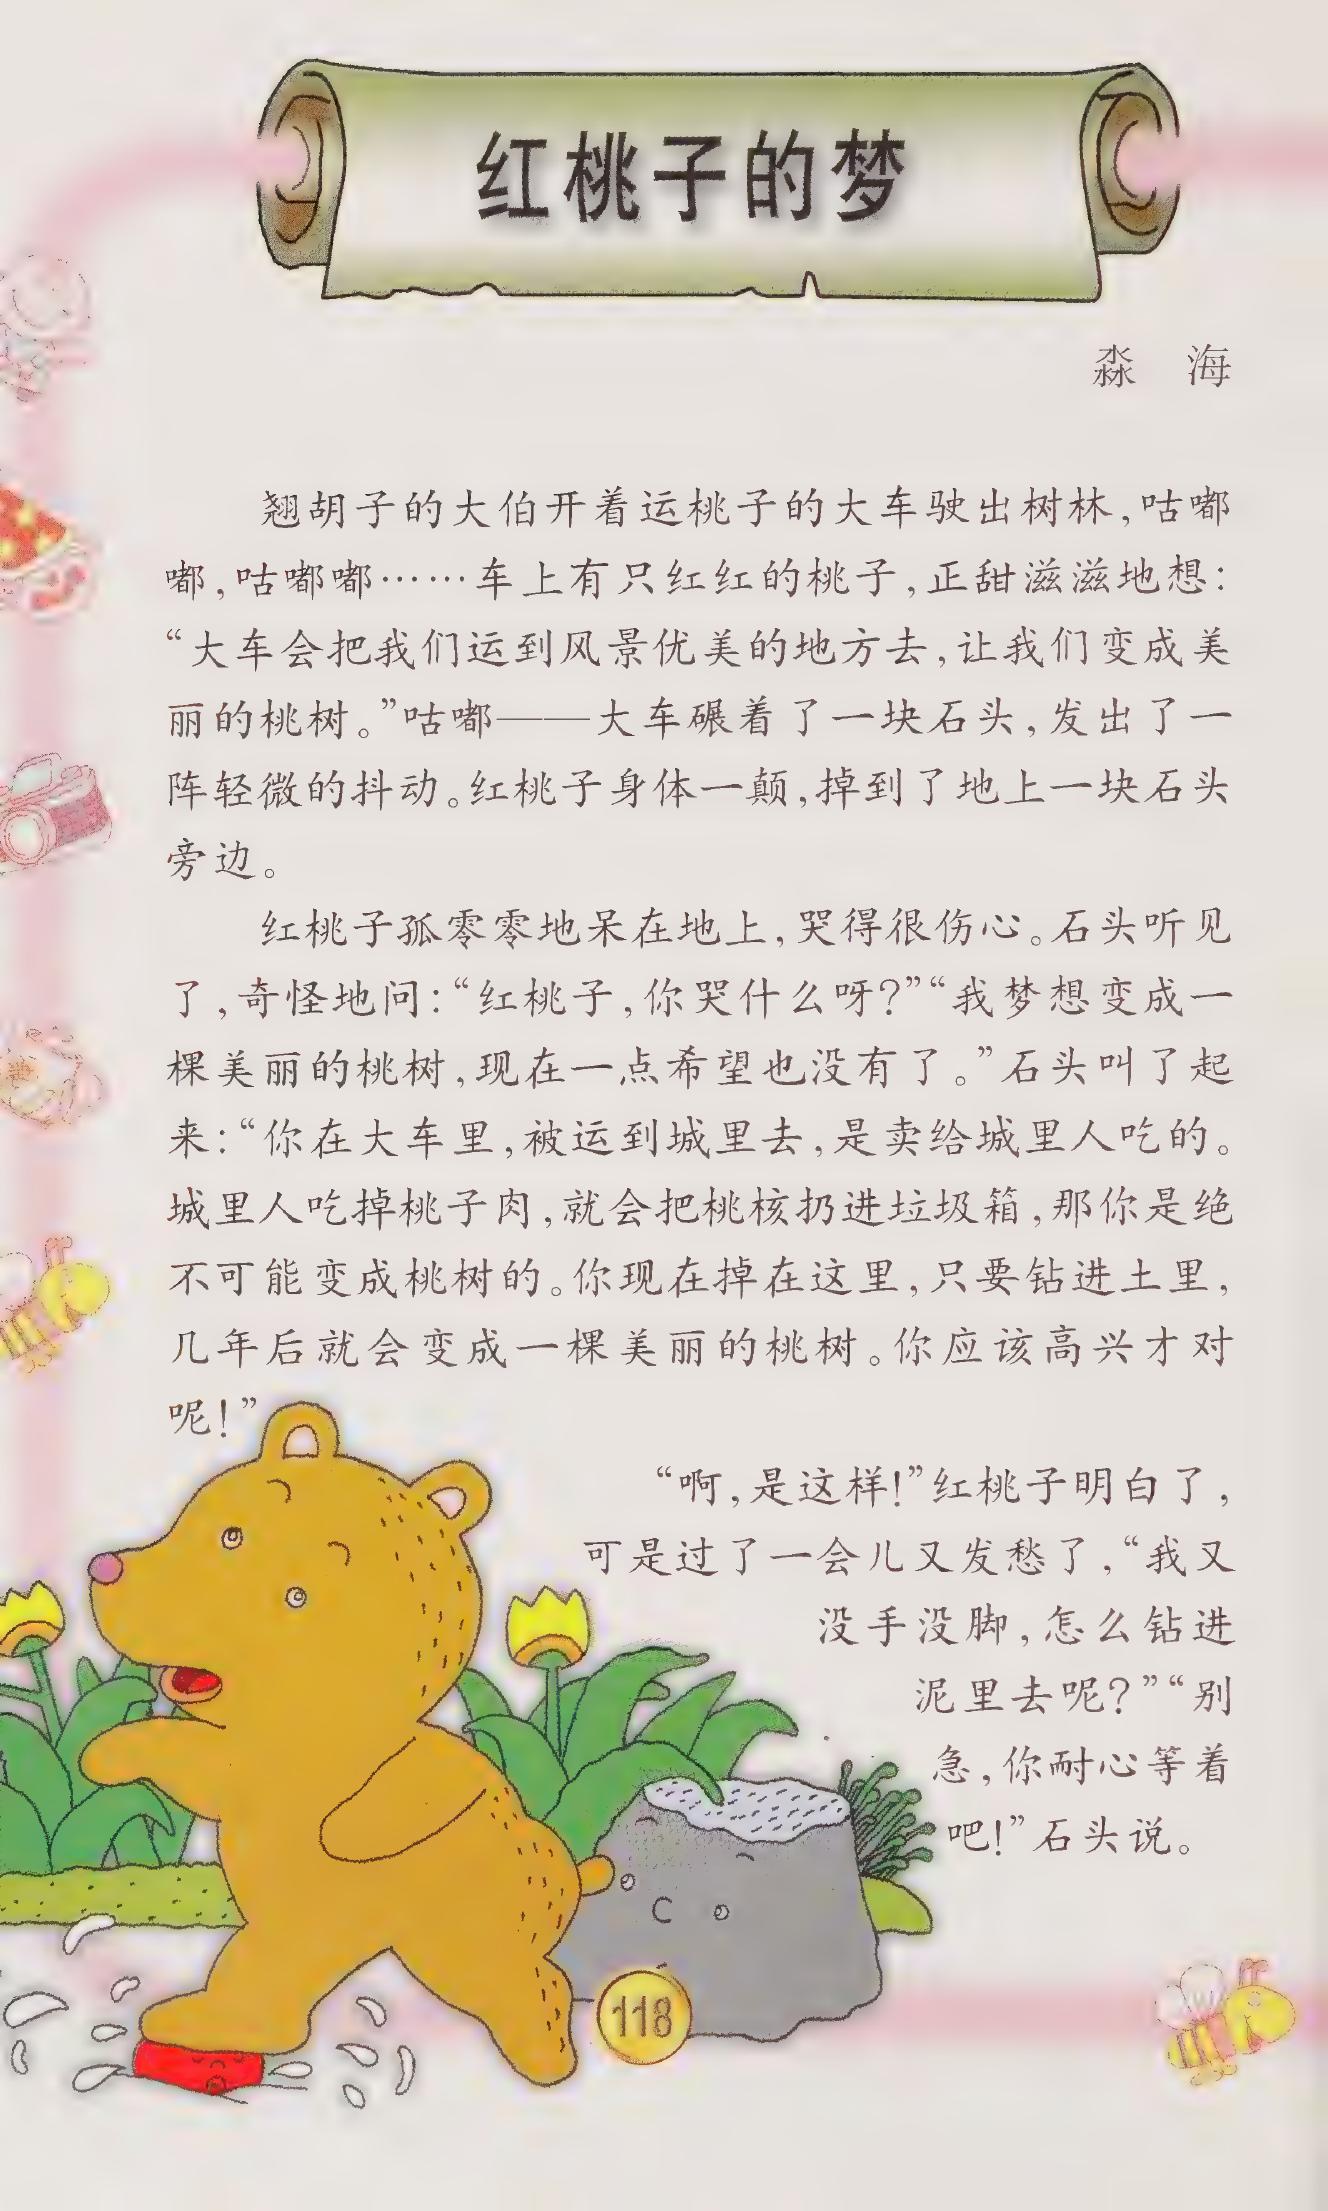 红桃子的梦
淼 海
翘胡子的大伯开着运桃子的大车驶出树林,咕嘟
嘟,咕嘟嘟……车上有只红红的桃子,正甜滋滋地想:
“大车会把我们运到风景优美的地方去,让我们变成美
丽的桃树。”咕嘟——大车碾着了一块石头,发出了一
阵轻微的抖动。红桃子身体一颠,掉到了地上一块石头
旁边。
红桃子孤零零地呆在地上,哭得很伤心。石头听见
了,奇怪地问:“红桃子,你哭什么呀?”“我梦想变成一
棵美丽的桃树,现在一点希望也没有了。”石头叫了起
来:“你在大车里,被运到城里去,是卖给城里人吃的。
城里人吃掉桃子肉,就会把桃核扔进垃圾箱,那你是绝
不可能变成桃树的。你现在掉在这里,只要钻进土里,
几年后就会变成一棵美丽的桃树。你应该高兴才对
呢!”
“啊,是这样!”红桃子明白了,
可是过了一会儿又发愁了,“我又
没手没脚,怎么钻进
泥里去呢?”“别
急,你耐心等着
吧!”石头说。
118